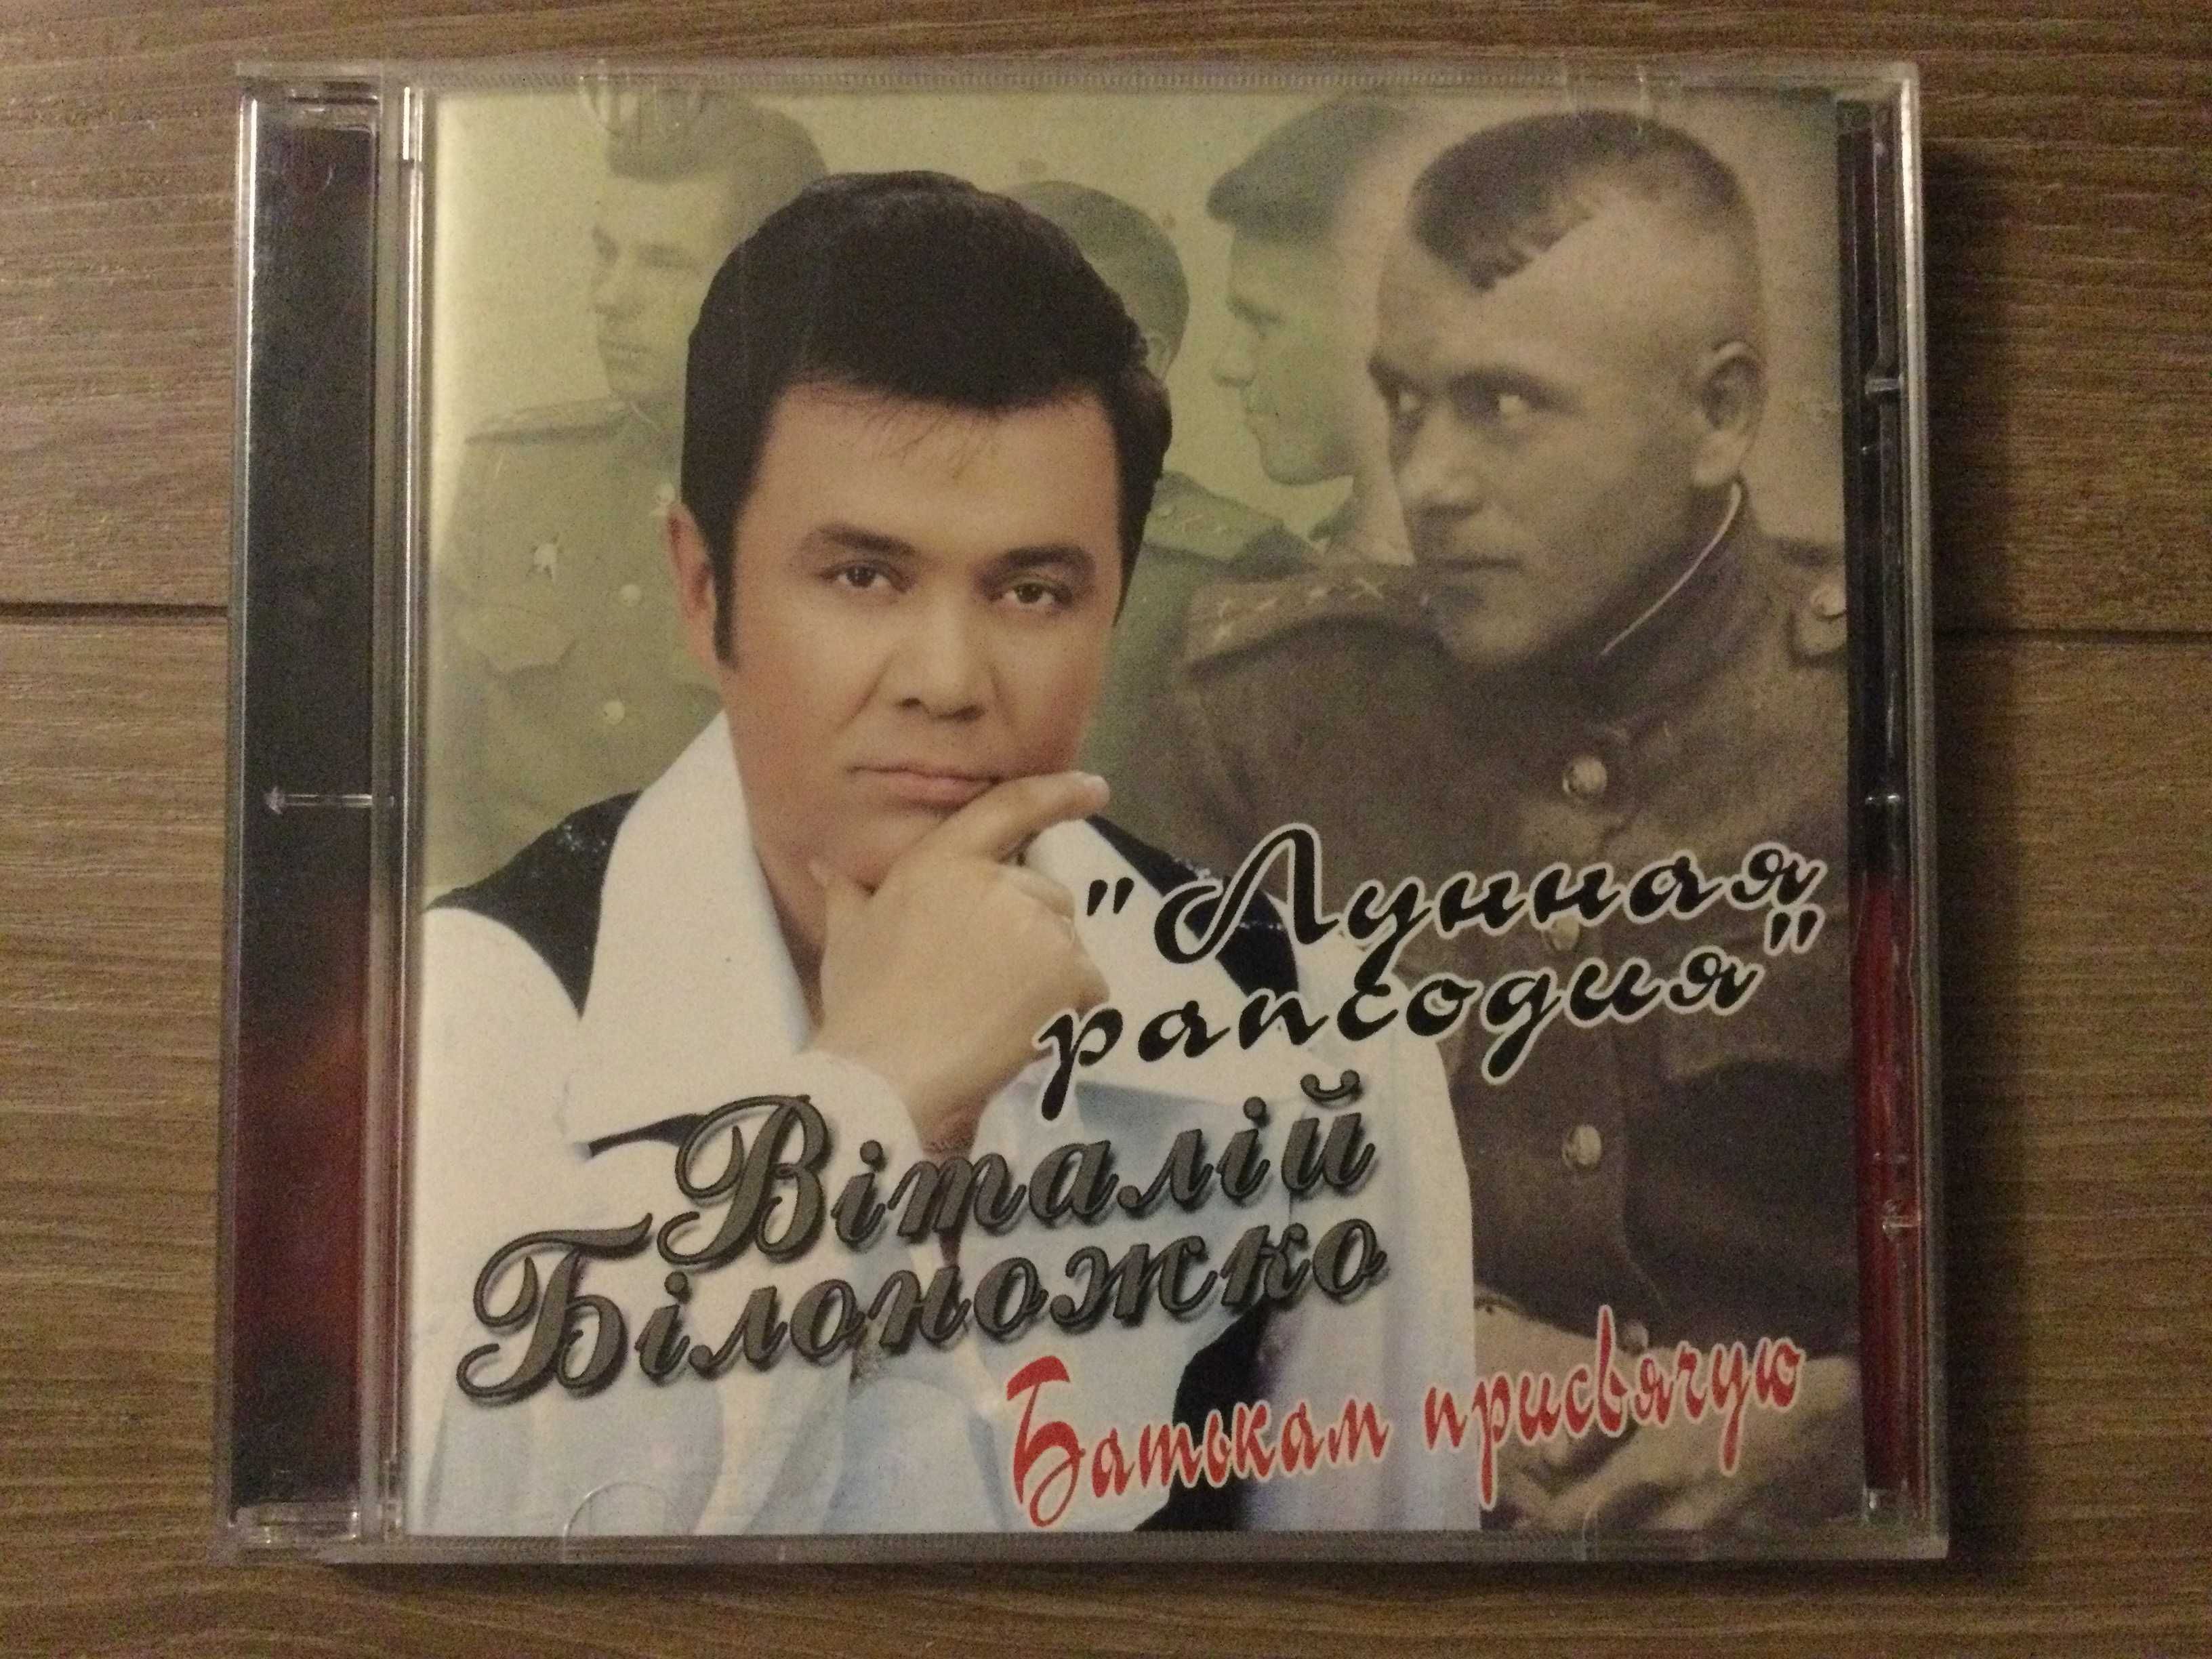 "Лунная
рапсодия"
Віталій
Білоножко
Батькам присвячую